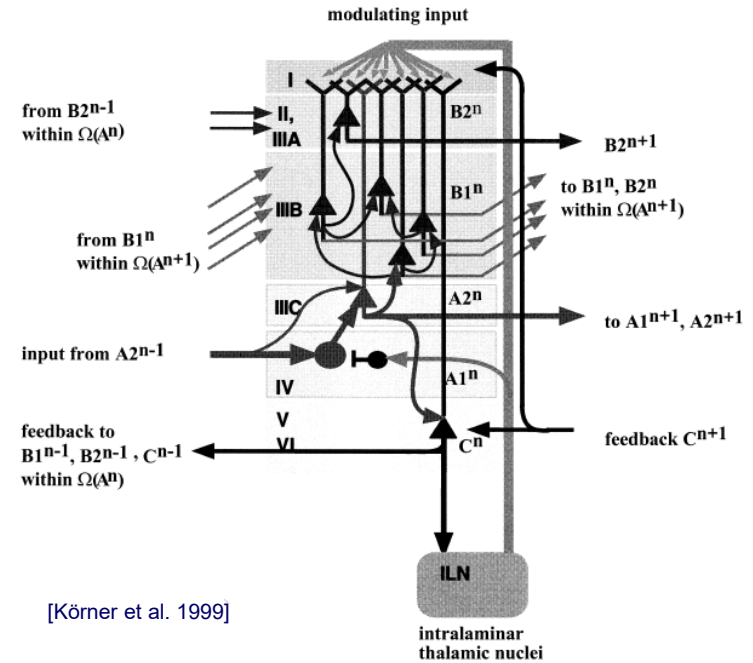 modulating input
I
from B2n-1
within Ω(An)
II,
IIIA
B2n
B2n+1
B1n
to B1n, B2n
within Ω(An+1)
IIIB
from B1n
within Ω(An+1)
IIIC
A2n
to A1n+1, A2n+1
input from A2n-1
A1n
IV
V
feedback to
B1n-1, B2n-1 , Cn-1
within Ω(An)
VI
Cn
feedback Cn+1
ILN
[Körner et al. 1999]
intralaminar
thalamic nuclei